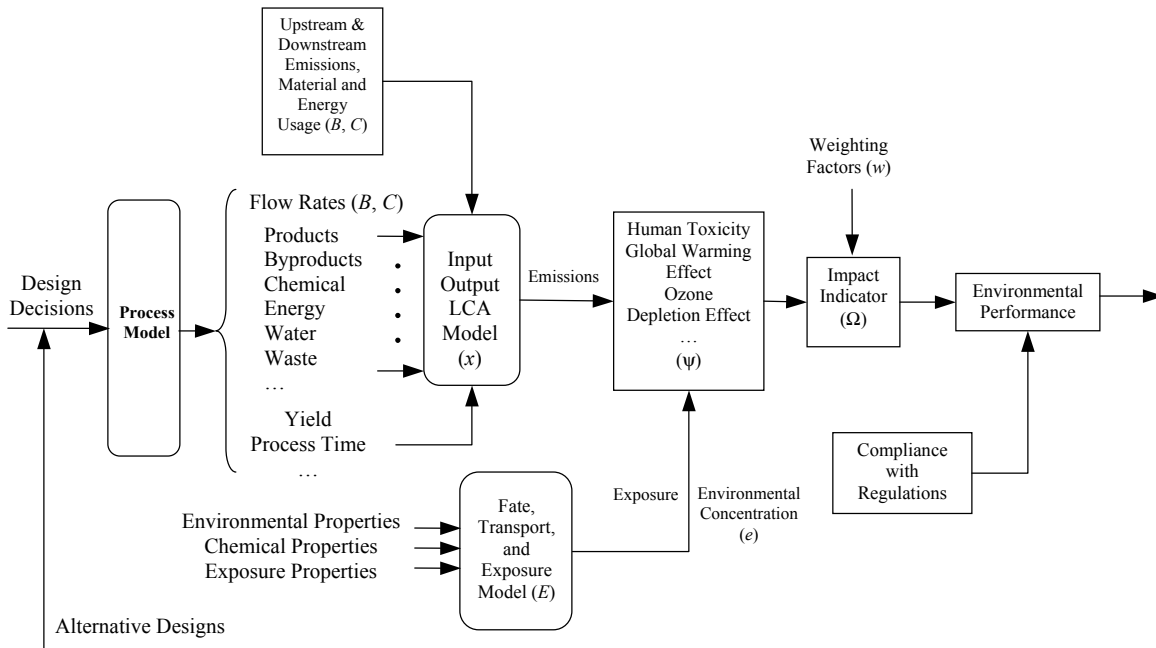 Upstream &
Downstream
Emissions,
Material and
Energy
Usage (B, C)
Weighting
Factors (w)
Design
Decisions
Process
Model
Flow Rates (B, C)
Products
Byproducts
Chemical
Energy
Water
Waste
…
Yield
Process Time
…
Input
Output
LCA
Model
(x)
Emissions
Human Toxicity
Global Warming
Effect
Ozone
Depletion Effect
…
(ψ)
Impact
Indicator
(Ω)
Environmental
Performance
Compliance
with
Regulations
Environmental Properties
Chemical Properties
Exposure Properties
Fate,
Transport,
and
Exposure
Model (E)
Exposure
Environmental
Concentration
(e)
Alternative Designs